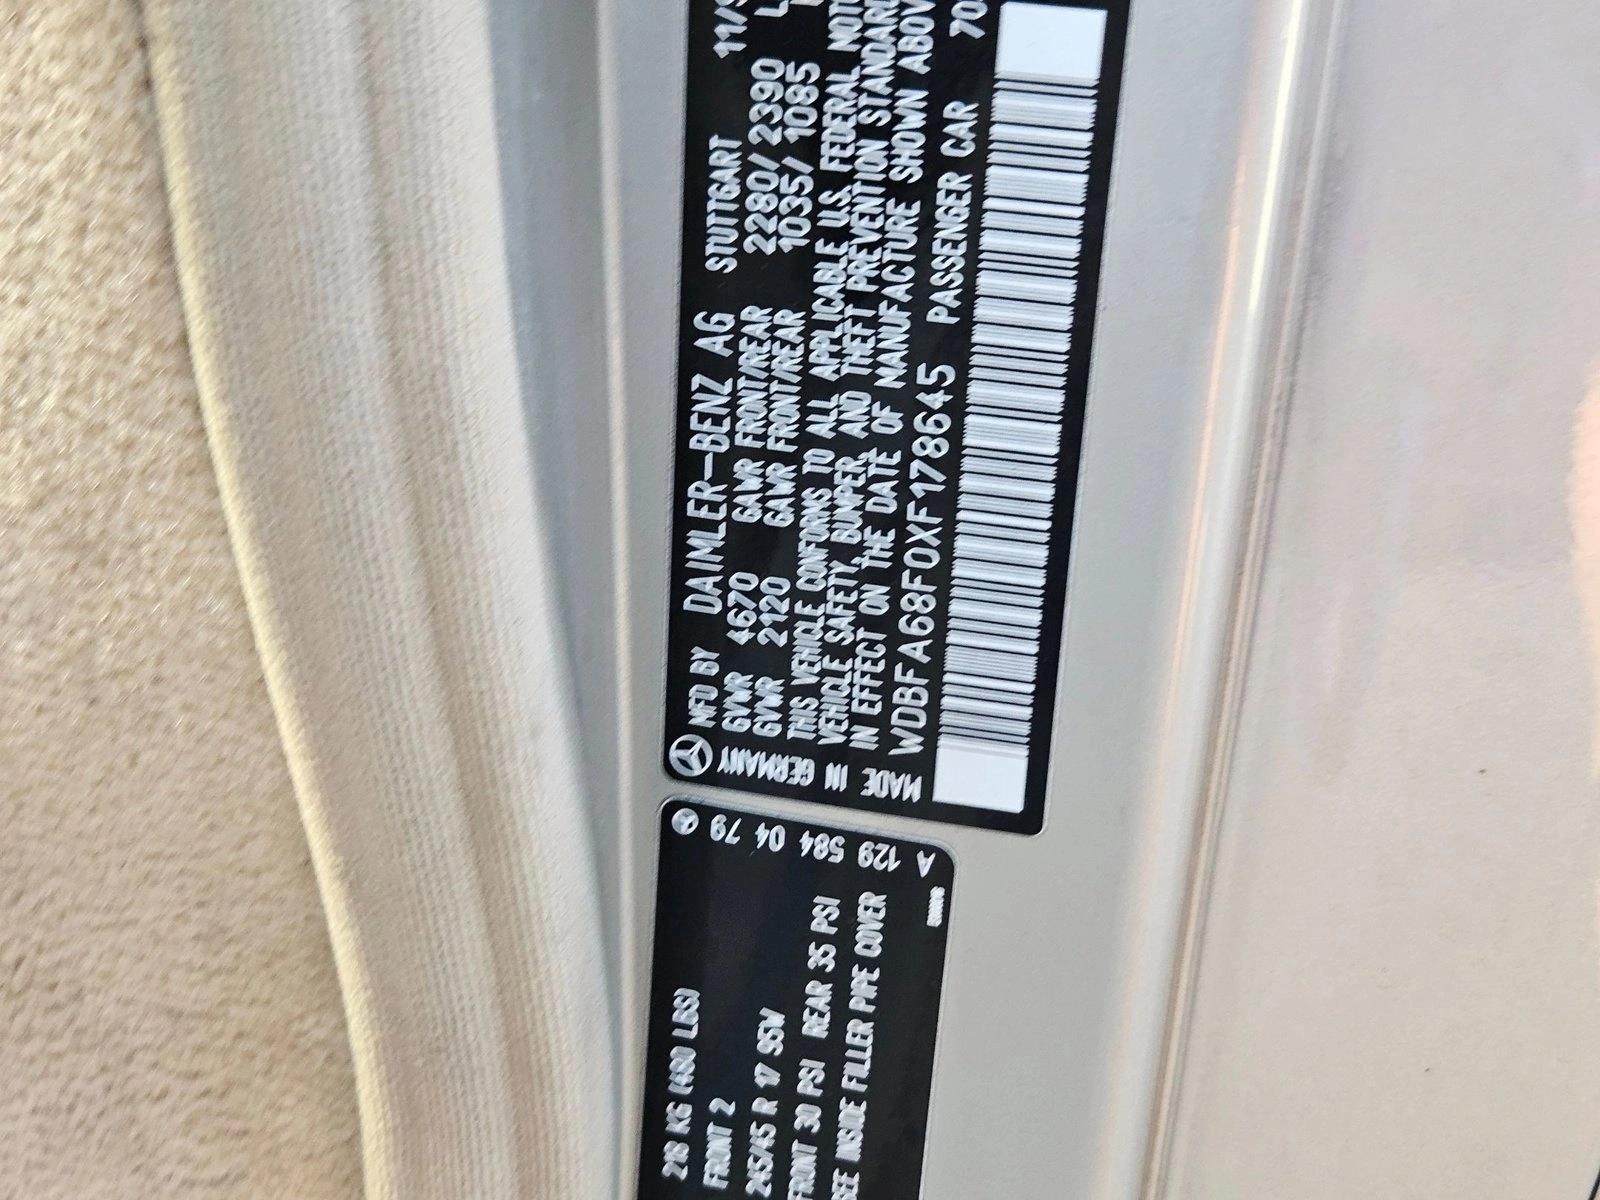 MFD BY DAIMLER-BENZ AG STUTTGART
GVWR 4670 GAWR FRONT/REAR 2280/2390
GVWR 2120 GAWR FRONT/REAR 1035/1085
THIS VEHICLE CONFORMS TO ALL APPLICABLE U.S. FEDERAL
VEHICLE SAFETY, BUMPER, AND THEFT PREVENTION STANDARD
IN EFFECT ON THE DATE OF MANUFACTURE SHOWN ABOV
WDBFA68F0XF178645 PASSENGER CAR 70
MADE IN GERMANY
A 129 584 04 79
218 KG (480 LBS)
FRONT 2
245/45 R 17 95W
FRONT 30 PSI REAR 35 PSI
SEE INSIDE FILLER PIPE COVER